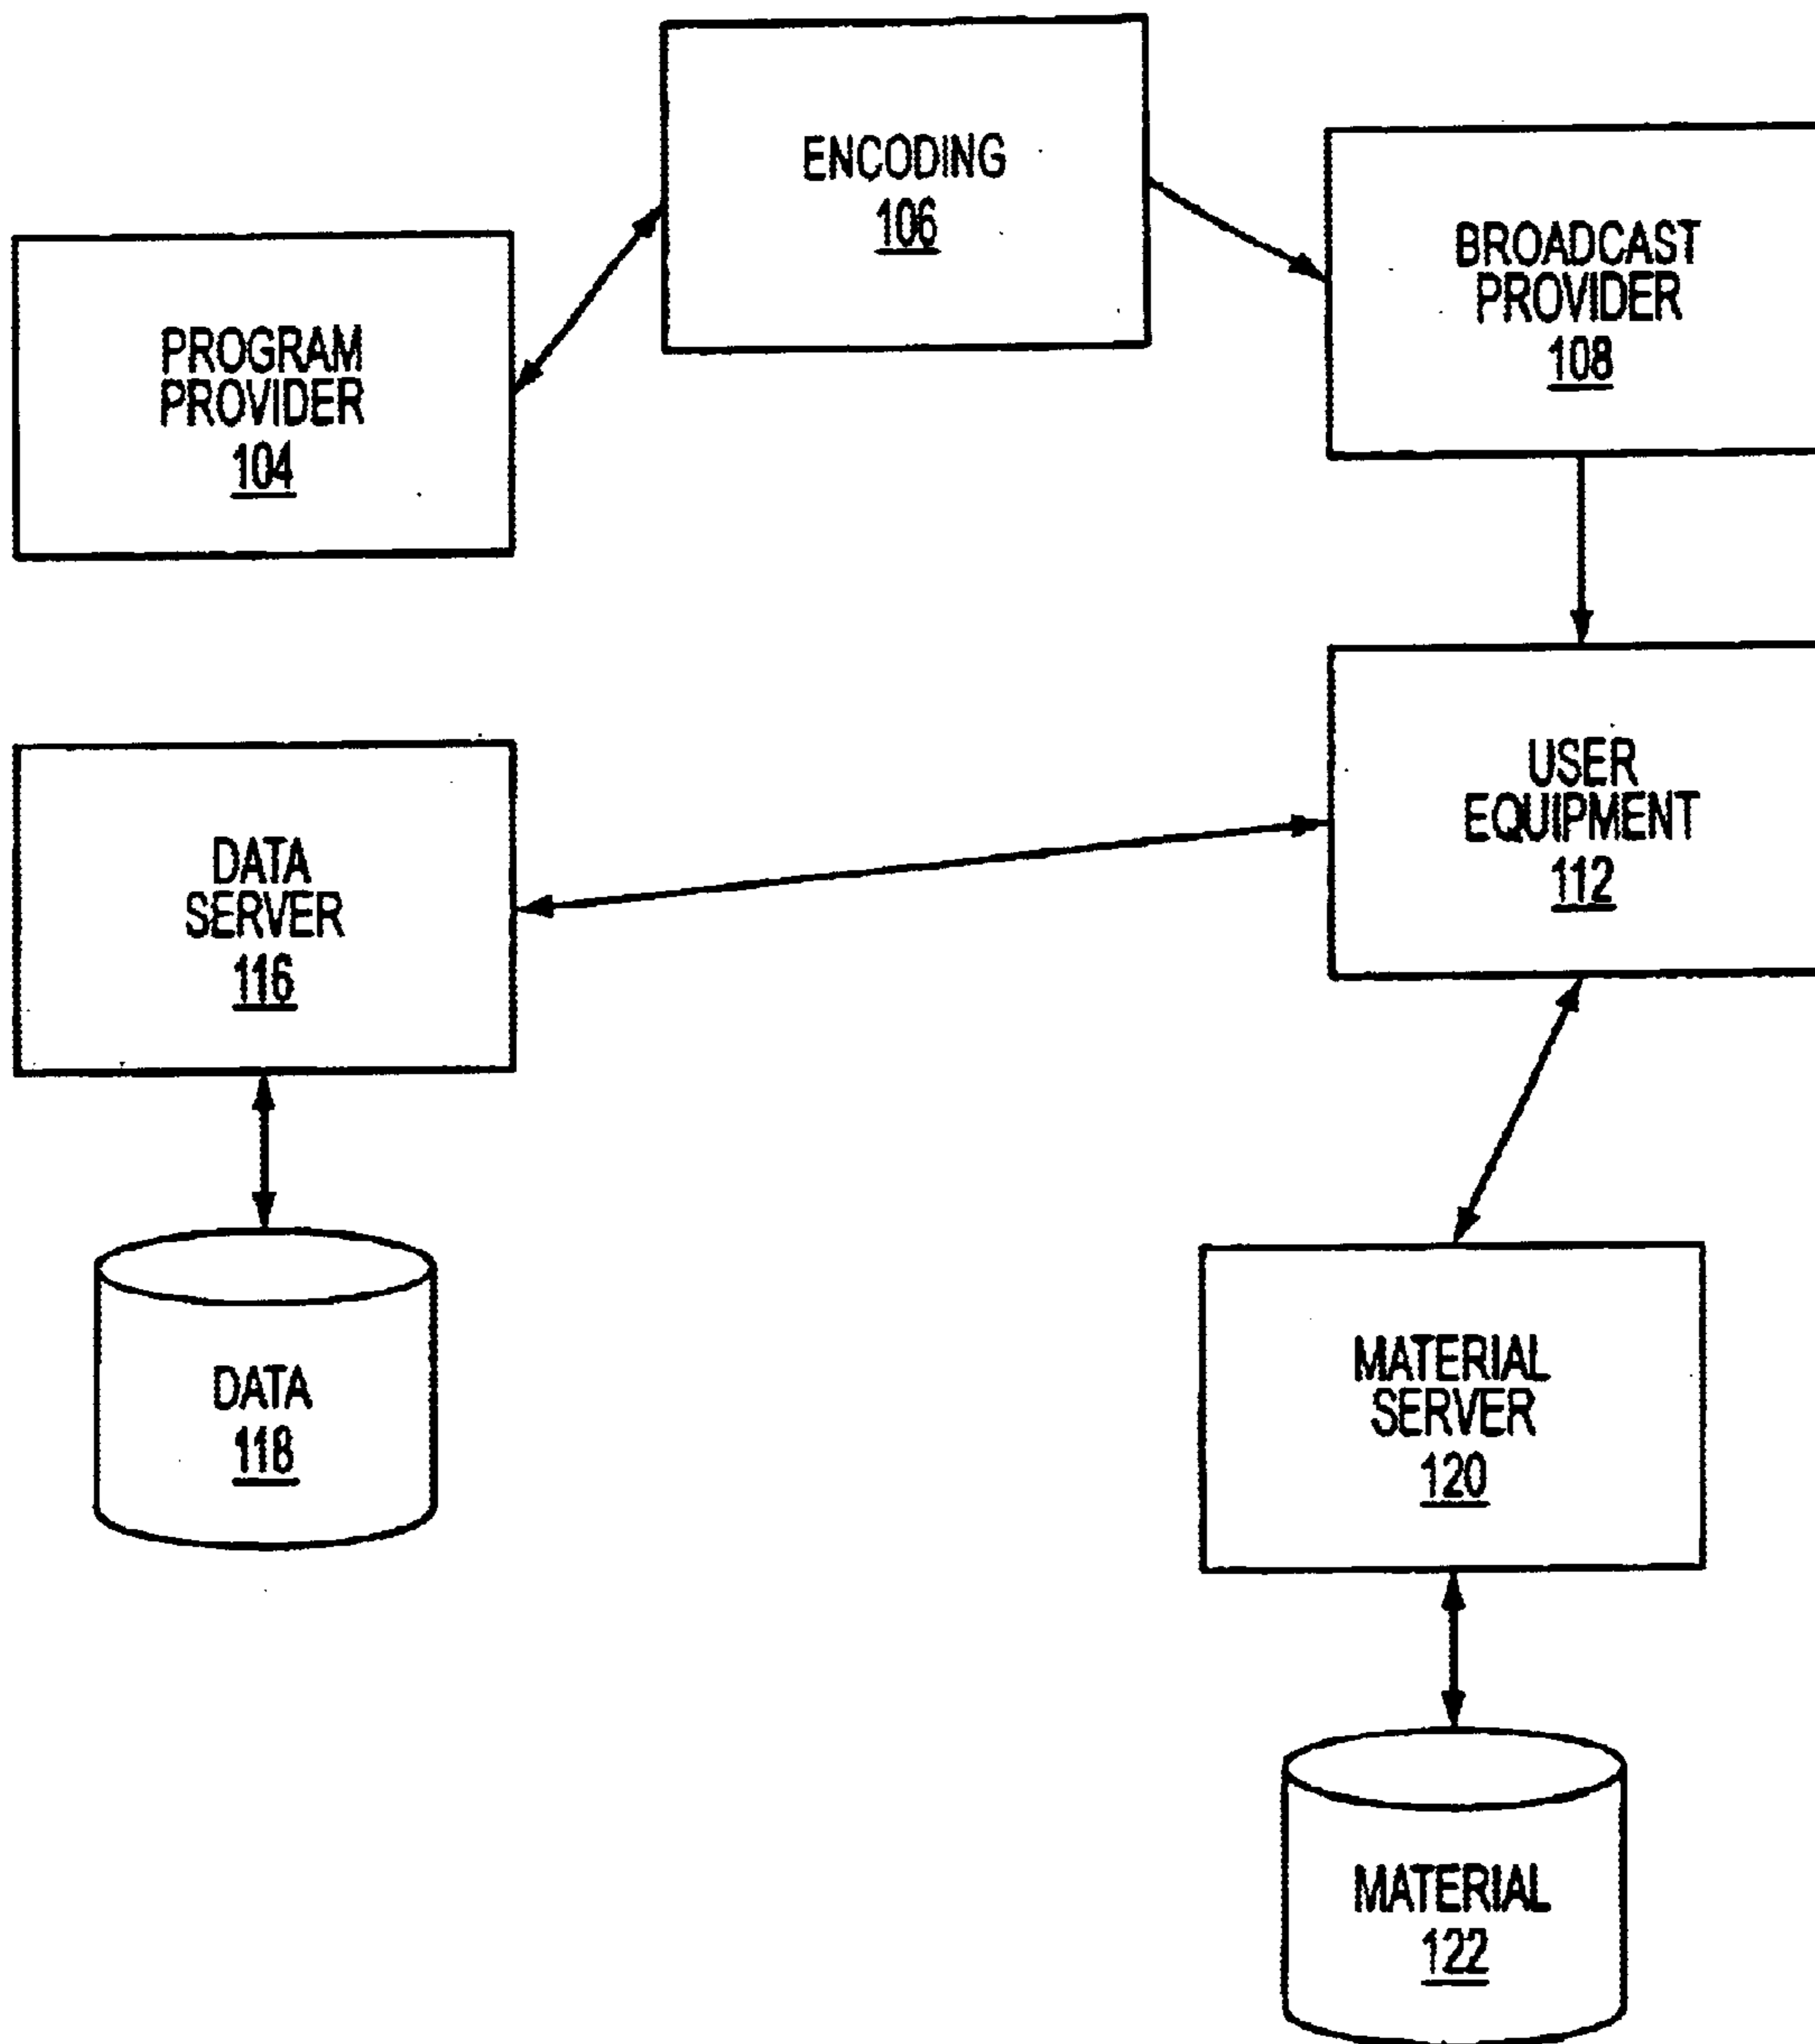 ENCODING
106
BROADCAST
PROVIDER
108
PROGRAM
PROVIDER
104
USER
EQUIPMENT
112
DATA
SERVER
116
DATA
118
MATERIAL
SERVER
120
MATERIAL
122